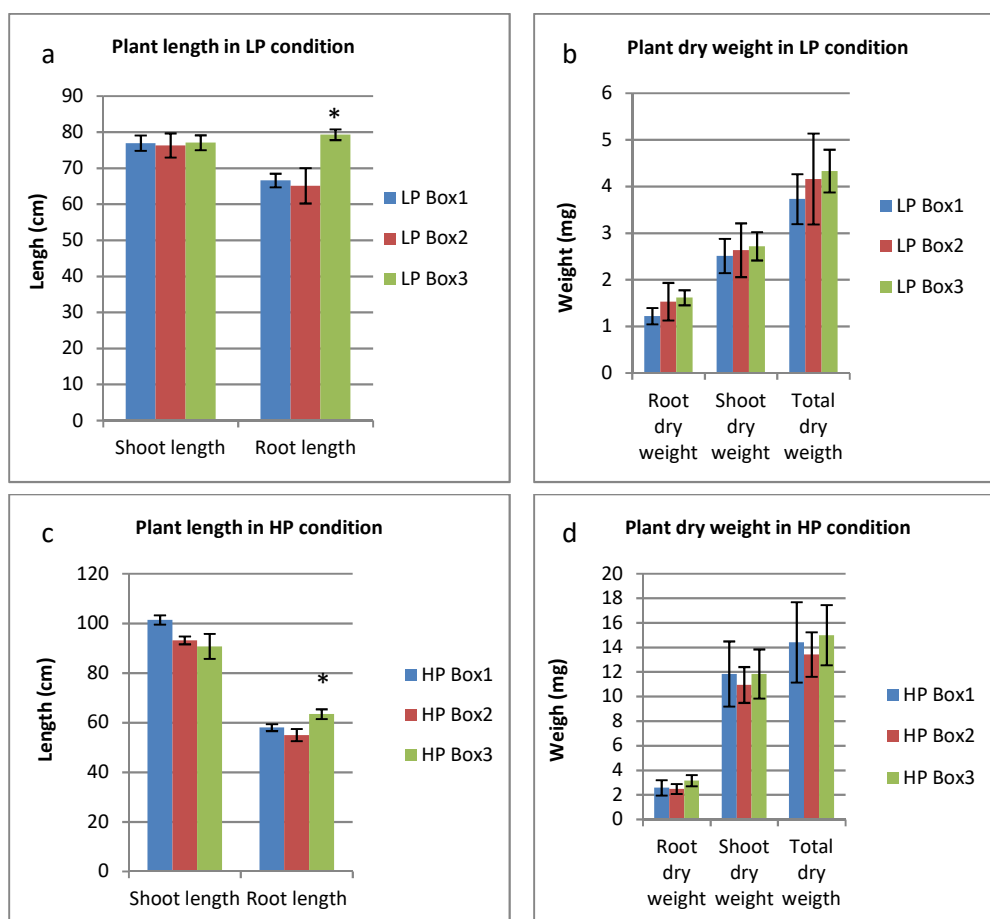 a
Plant length in LP condition
90
80
70
60
50
40
30
20
10
0
Lengh (cm)
*
Shoot length
Root length
LP Box1
LP Box2
LP Box3
b
Plant dry weight in LP condition
6
5
4
3
2
1
0
Weight (mg)
Root
dry
weight
Shoot
dry
weight
Total
dry
weigth
LP Box1
LP Box2
LP Box3
c
Plant length in HP condition
120
100
80
60
40
20
0
Length (cm)
*
Shoot length
Root length
HP Box1
HP Box2
HP Box3
d
Plant dry weight in HP condition
20
18
16
14
12
10
8
6
4
2
0
Weigh (mg)
Root
dry
weight
Shoot
dry
weight
Total
dry
weigth
HP Box1
HP Box2
HP Box3